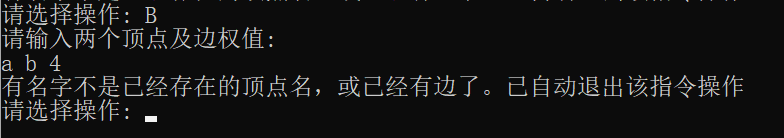 请选择操作: B
请输入两个顶点及边权值:
a b 4
有名字不是已经存在的顶点名，或已经有边了。已自动退出该指令操作
请选择操作: